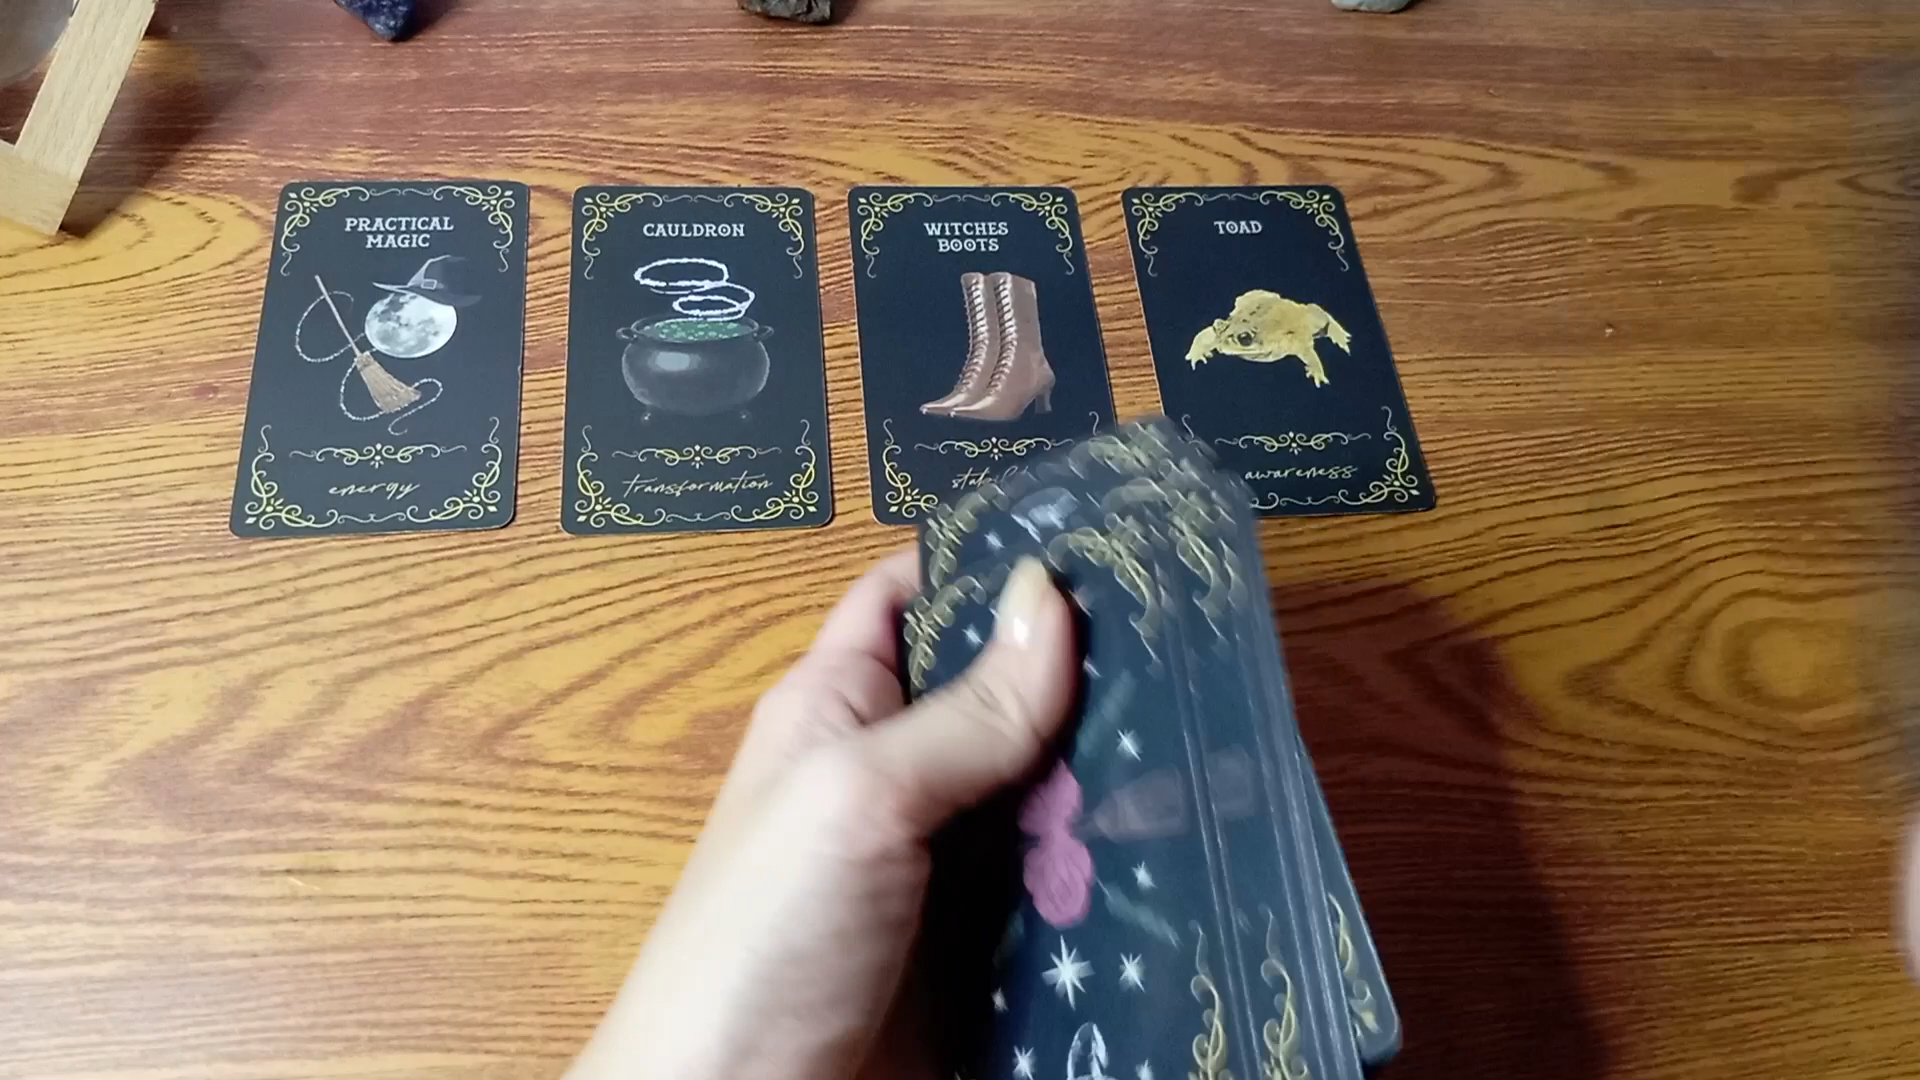 PRACTICAL
MAGIC
energy
CAULDRON
transformation
WITCHES
BOOTS
TOAD
awareness